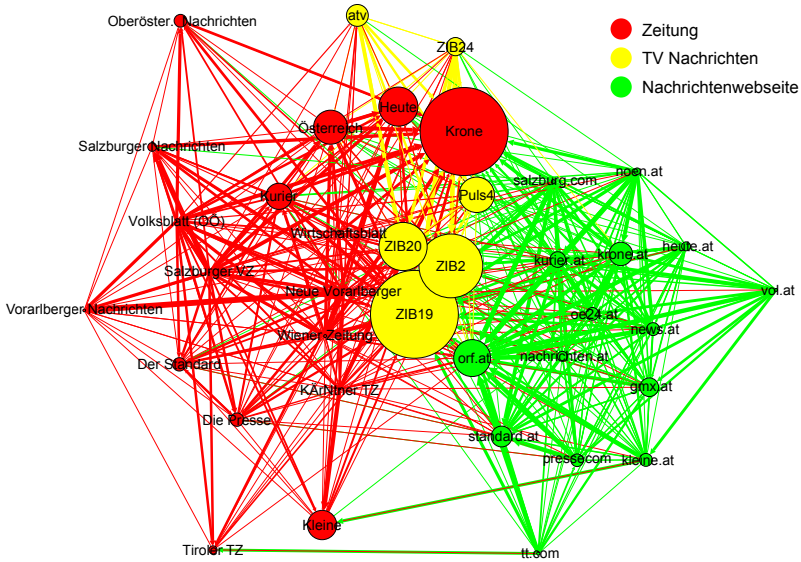 Oberöster. Nachrichten
atv
ZIB24
Zeitung
TV Nachrichten
Nachrichtenwebseite
Heute
Österreich
Krone
Salzburger Nachrichten
noen.at
salzburg.com
Kurier
Puls4
Volksblatt (OÖ)
Wirtschaftsblatt
ZIB20
heute.at
krone.at
kurier.at
ZIB2
Salzburger VZ
Neue Vorarlberger
vol.at
Vorarlberger Nachrichten
ZIB19
oe24.at
news.at
Wiener Zeitung
orf.at
nachrichten.at
Der Standard
KÄrNtner TZ
gmx.at
Die Presse
standard.at
pressecom
kleine.at
Kleine
Tiroler TZ
tt.com